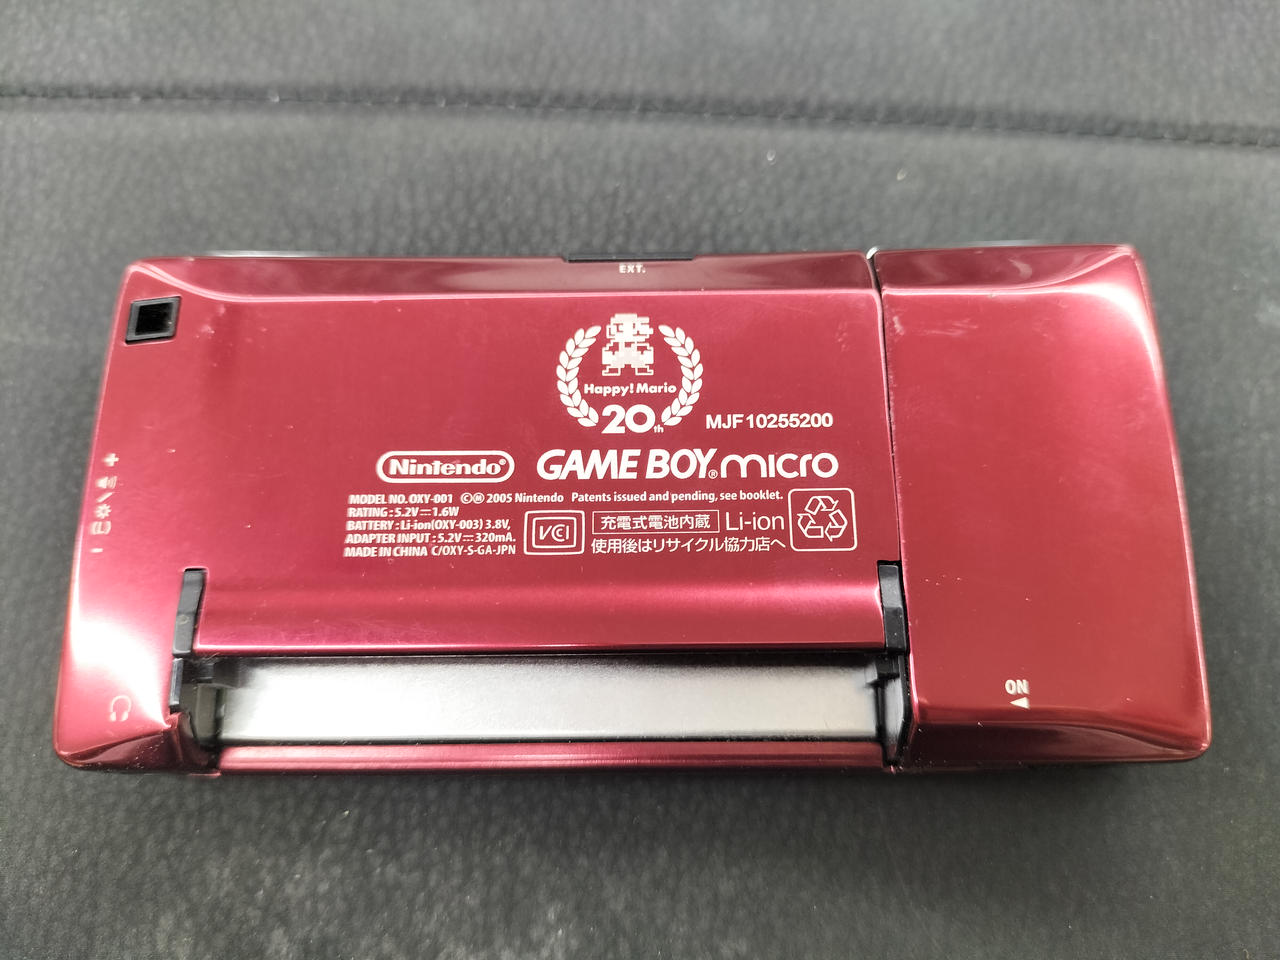 EXT.
Happy! Mario
20th
MJF10255200
Nintendo® GAME BOY® micro
MODEL NO. OXY-001 ©Ⓜ 2005 Nintendo Patents issued and pending, see booklet.
RATING : 5.2V⎓1.6W
BATTERY : Li-ion(OXY-003) 3.8V,
ADAPTER INPUT : 5.2V⎓320mA.
MADE IN CHINA C/OXY-S-GA-JPN
VCI
充電式電池内蔵 Li-ion
使用後はリサイクル協力店へ
+
(L)
−
ON